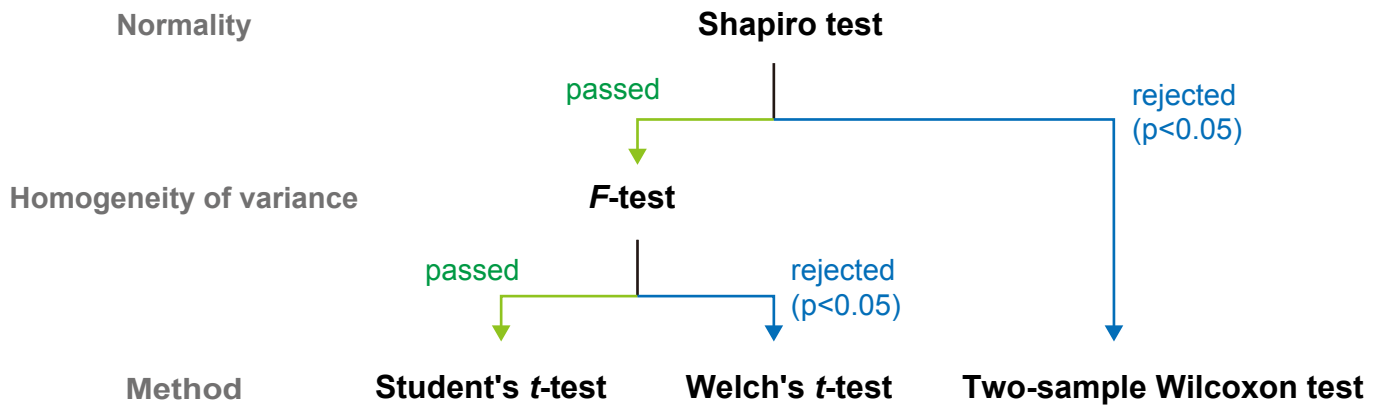 Normality
Shapiro test
passed
rejected
(p<0.05)
Homogeneity of variance
F-test
passed
rejected
(p<0.05)
Method
Student's t-test
Welch's t-test
Two-sample Wilcoxon test